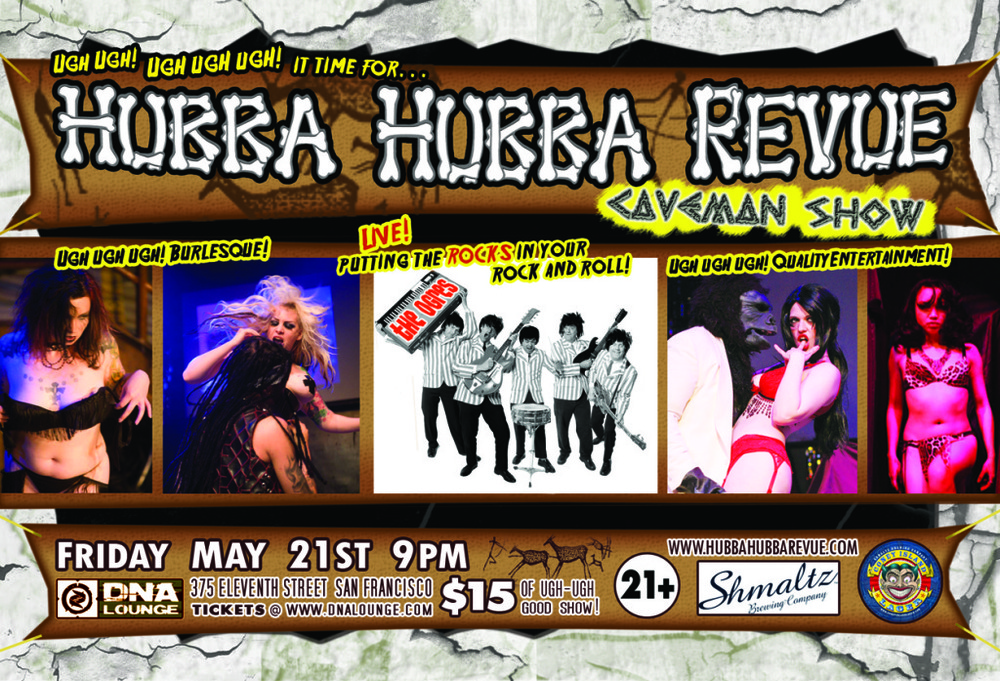 UGH UGH! UGH UGH UGH! IT TIME FOR...
HUBBA HUBBA REVUE
CAVEMAN SHOW
UGH UGH UGH! BURLESQUE!
LIVE!
PUTTING THE ROCKS IN YOUR
ROCK AND ROLL!
the OGRES
UGH UGH UGH! QUALITY ENTERTAINMENT!
FRIDAY MAY 21ST 9PM
DNA
LOUNGE
375 ELEVENTH STREET SAN FRANCISCO
TICKETS @ WWW.DNALOUNGE.COM
$15
OF UGH-UGH
GOOD SHOW!
21+
WWW.HUBBAHUBBAREVUE.COM
Shmaltz
Brewing Company
CONEY ISLAND